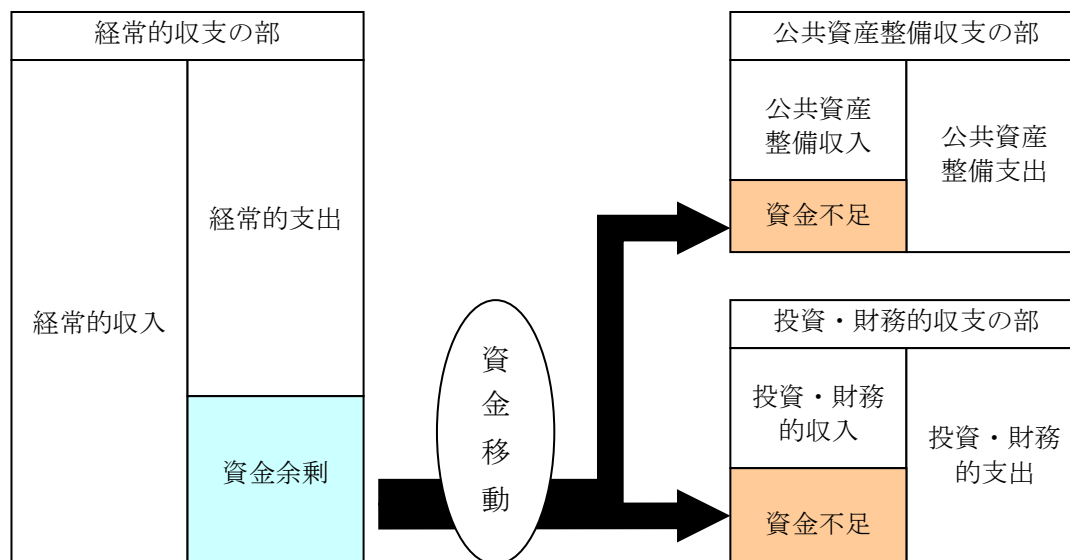 経常的収支の部
経常的収入
経常的支出
資金余剰
資金移動
公共資産整備収支の部
公共資産
整備収入
資金不足
公共資産
整備支出
投資・財務的収支の部
投資・財務
的収入
資金不足
投資・財務
的支出